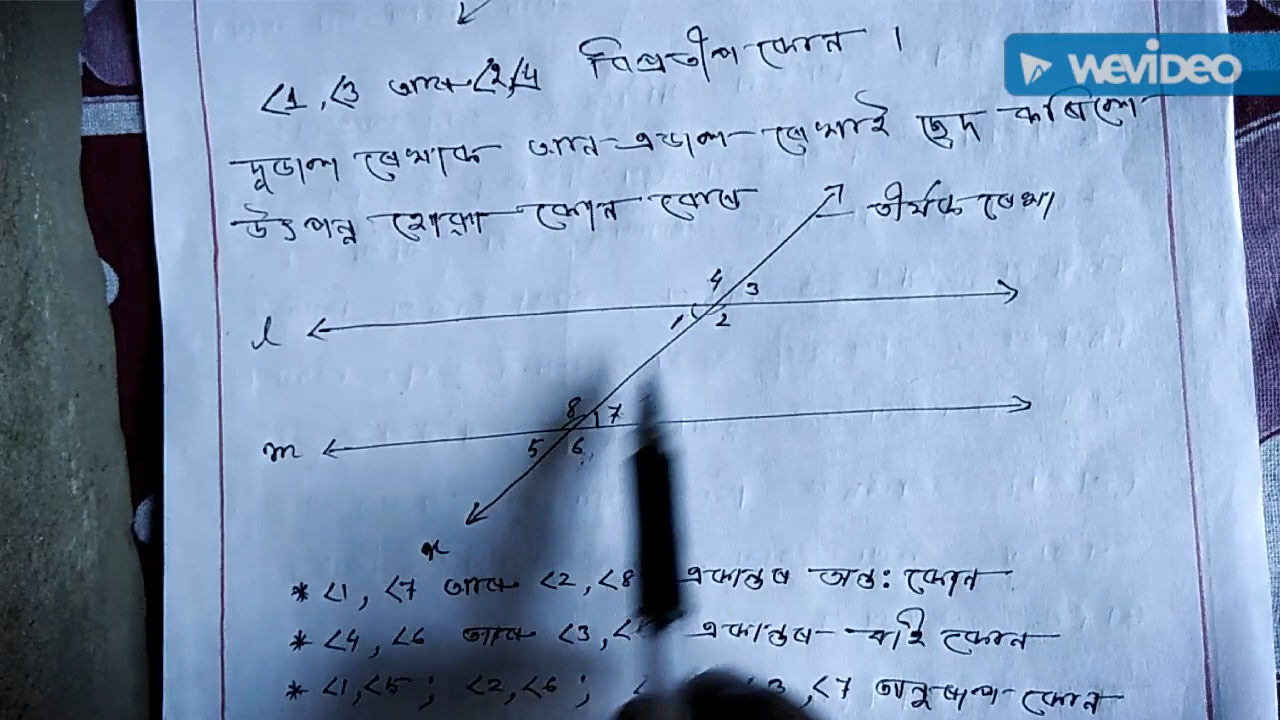 WEVIDEO
<1, <3 আৰু <2, <4 বিপ্ৰতীপ কোন ।
দুডাল ৰেখাক আন এডাল ৰেখাই ছেদ কৰিলে
উৎপন্ন হোৱা কোন বোৰ
তীৰ্যক ৰেখা
4 3
l
1 2
8 7
m
5 6
n
* <1, <7 আৰু <2, <8 একান্তৰ অন্তঃ কোন
* <4, <6 আৰু <3, < একান্তৰ বহি কোন
* <1, <5 ; <2, <6 ; < 3, <7 অনুৰূপ কোন